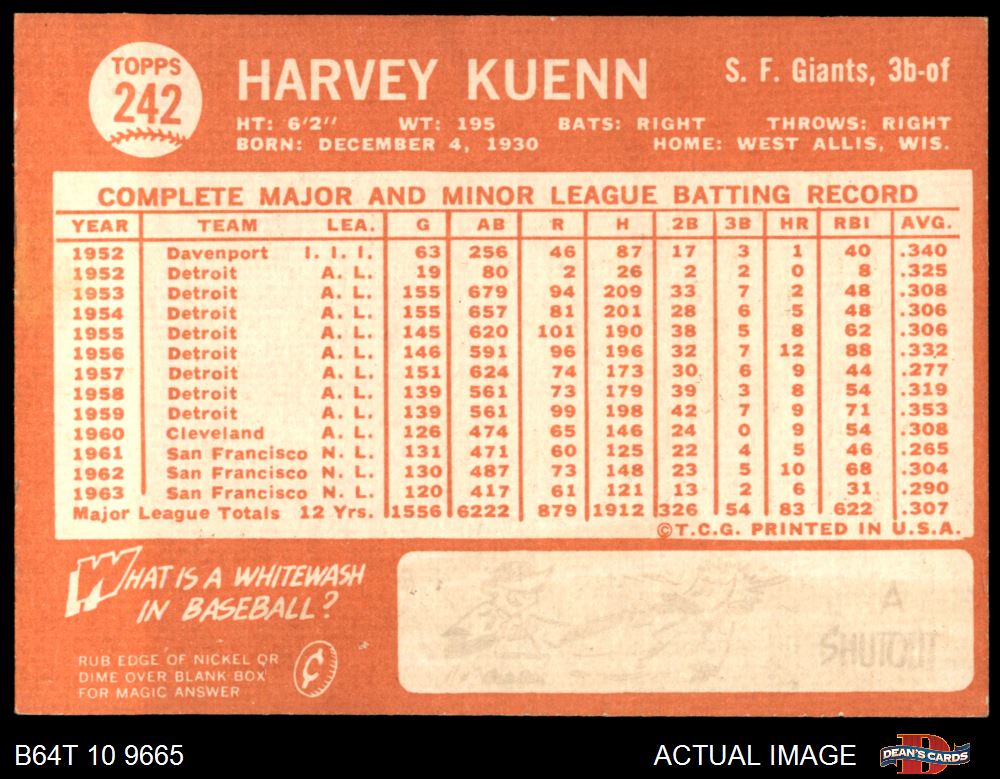 TOPPS
242
HARVEY KUENN
S. F. Giants, 3b-of
HT: 6'2" WT: 195 BATS: RIGHT THROWS: RIGHT
BORN: DECEMBER 4, 1930 HOME: WEST ALLIS, WIS.
COMPLETE MAJOR AND MINOR LEAGUE BATTING RECORD
YEAR TEAM LEA. G AB R H 2B 3B HR RBI AVG.
1952 Davenport I. I. I. 63 256 46 87 17 3 1 40 .340
1952 Detroit A. L. 19 80 2 26 2 2 0 8 .325
1953 Detroit A. L. 155 679 94 209 33 7 2 48 .308
1954 Detroit A. L. 155 657 81 201 28 6 5 48 .306
1955 Detroit A. L. 145 620 101 190 38 5 8 62 .306
1956 Detroit A. L. 146 591 96 196 32 7 12 88 .332
1957 Detroit A. L. 151 624 74 173 30 6 9 44 .277
1958 Detroit A. L. 139 561 73 179 39 3 8 54 .319
1959 Detroit A. L. 139 561 99 198 42 7 9 71 .353
1960 Cleveland A. L. 126 474 65 146 24 0 9 54 .308
1961 San Francisco N. L. 131 471 60 125 22 4 5 46 .265
1962 San Francisco N. L. 130 487 73 148 23 5 10 68 .304
1963 San Francisco N. L. 120 417 61 121 13 2 6 31 .290
Major League Totals 12 Yrs. 1556 6222 879 1912 326 54 83 622 .307
©T.C.G. PRINTED IN U.S.A.
WHAT IS A WHITEWASH
IN BASEBALL?
RUB EDGE OF NICKEL OR
DIME OVER BLANK BOX
FOR MAGIC ANSWER
¢
A
SHUTOUT
B64T 10 9665
ACTUAL IMAGE
DEAN'S CARDS